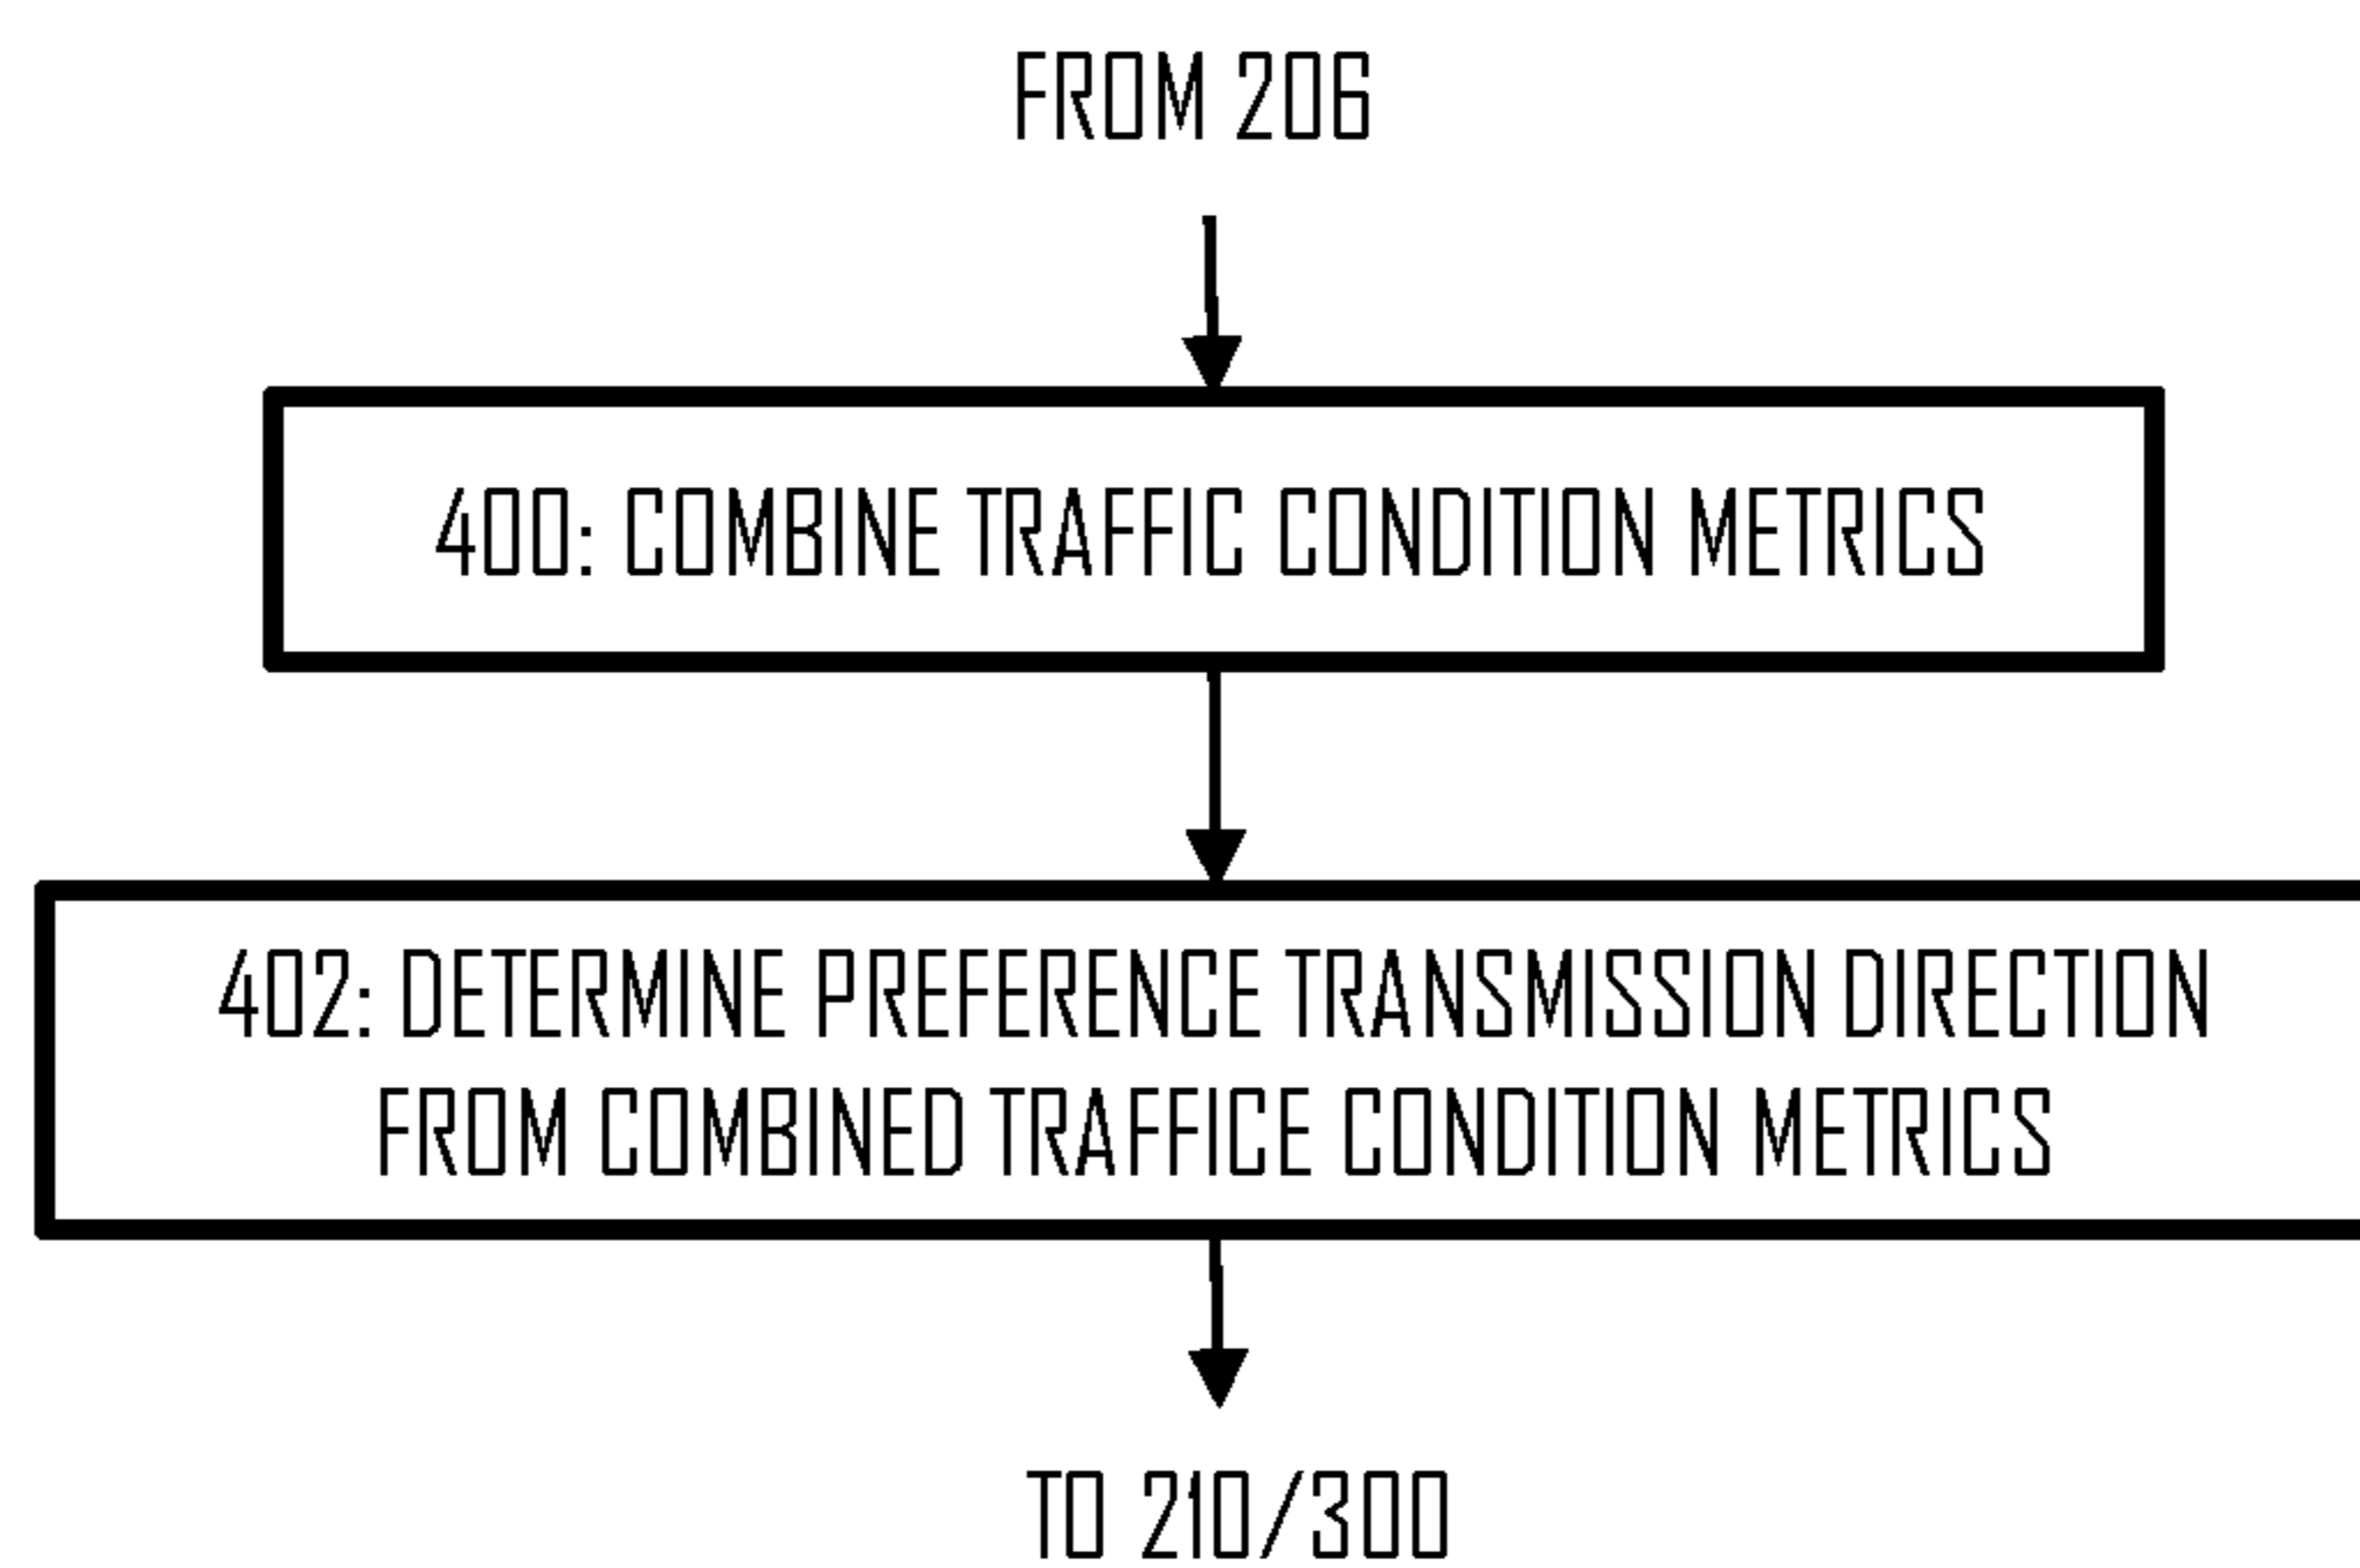 FROM 206
400: COMBINE TRAFFIC CONDITION METRICS
402: DETERMINE PREFERENCE TRANSMISSION DIRECTION
FROM COMBINED TRAFFICE CONDITION METRICS
TO 210/300